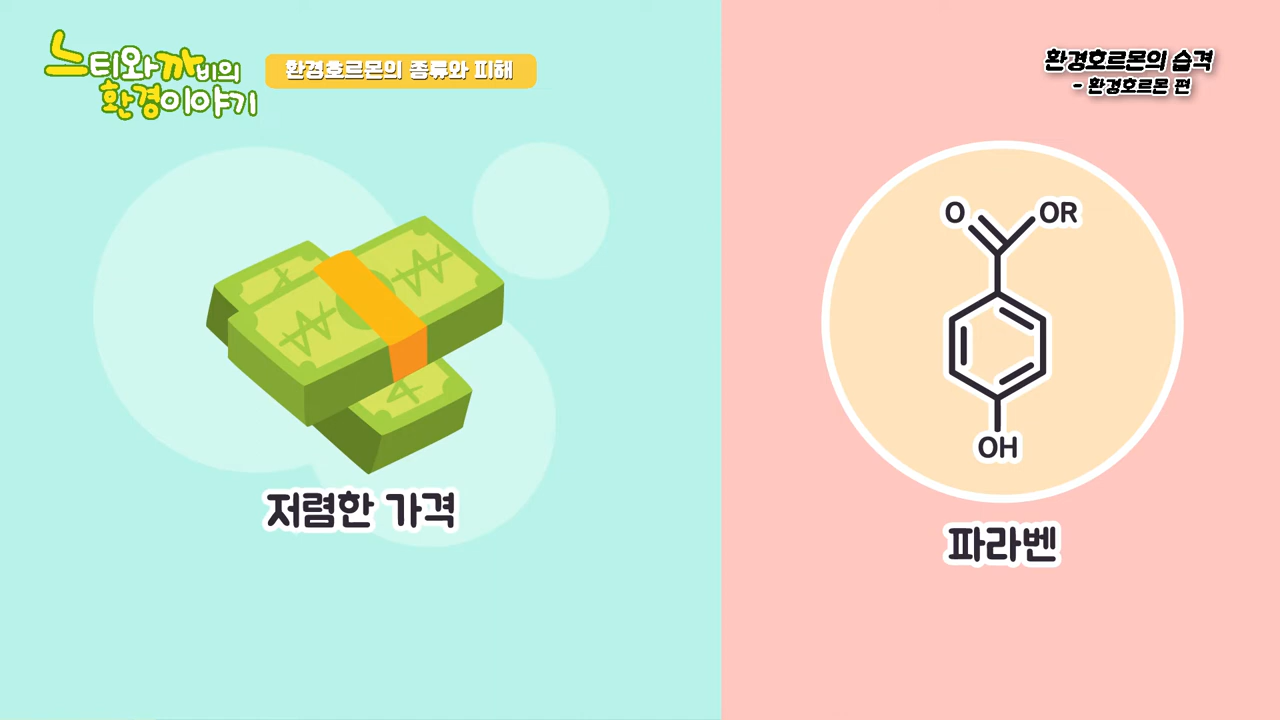 느티와까비의
환경이야기
환경호르몬의 종류와 피해
환경호르몬의 습격
- 환경호르몬 편
저렴한 가격
O OR
OH
파라벤